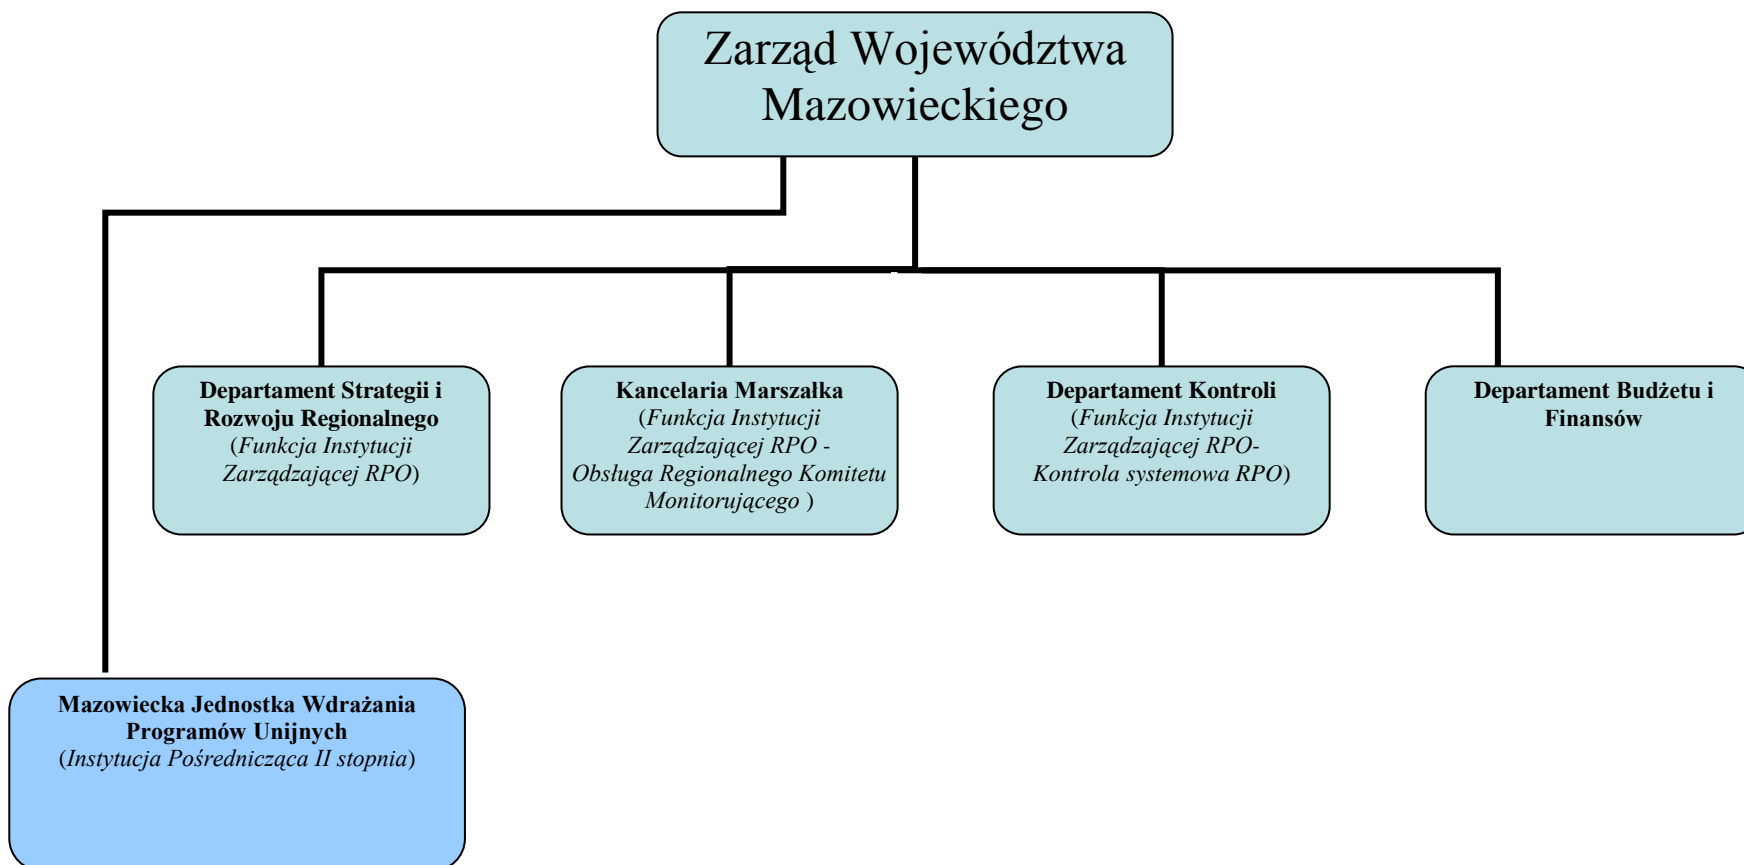 Zarząd Województwa
Mazowieckiego
Departament Strategii i
Rozwoju Regionalnego
(Funkcja Instytucji
Zarządzającej RPO)
Kancelaria Marszałka
(Funkcja Instytucji
Zarządzającej RPO -
Obsługa Regionalnego Komitetu
Monitorującego )
Departament Kontroli
(Funkcja Instytucji
Zarządzającej RPO-
Kontrola systemowa RPO)
Departament Budżetu i
Finansów
Mazowiecka Jednostka Wdrażania
Programów Unijnych
(Instytucja Pośrednicząca II stopnia)